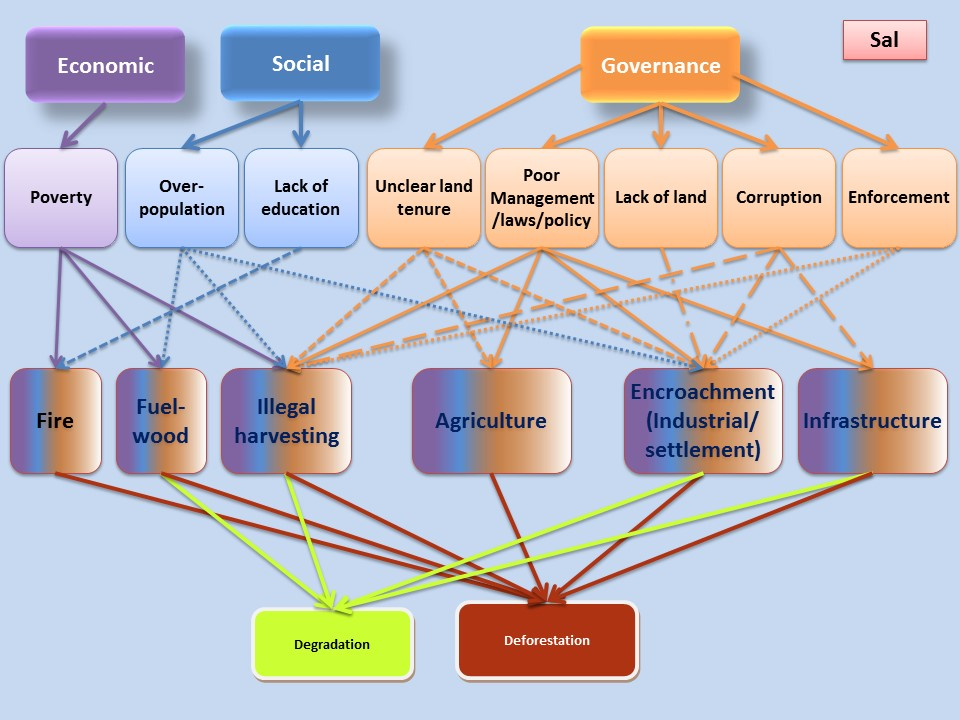 Economic
Social
Governance
Sal
Poverty
Over-
population
Lack of
education
Unclear land
tenure
Poor
Management
/laws/policy
Lack of land
Corruption
Enforcement
Fire
Fuel-
wood
Illegal
harvesting
Agriculture
Encroachment
(Industrial/
settlement)
Infrastructure
Degradation
Deforestation